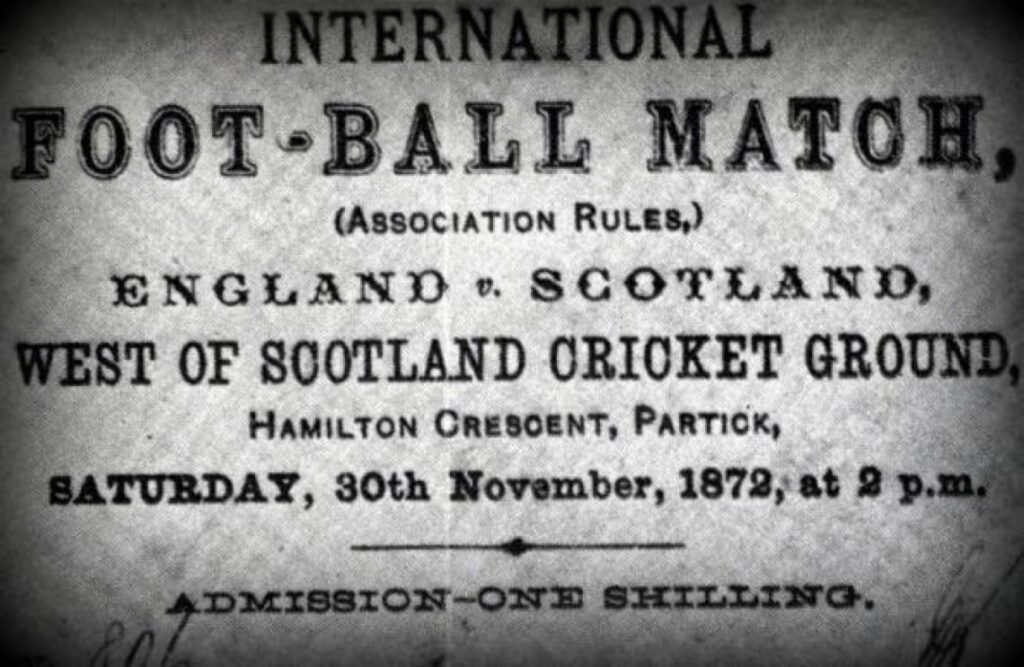 INTERNATIONAL
FOOT-BALL MATCH,
(ASSOCIATION RULES,)
ENGLAND v. SCOTLAND,
WEST OF SCOTLAND CRICKET GROUND,
HAMILTON CRESCENT, PARTICK,
SATURDAY, 30th November, 1872, at 2 p.m.
ADMISSION-ONE SHILLING.